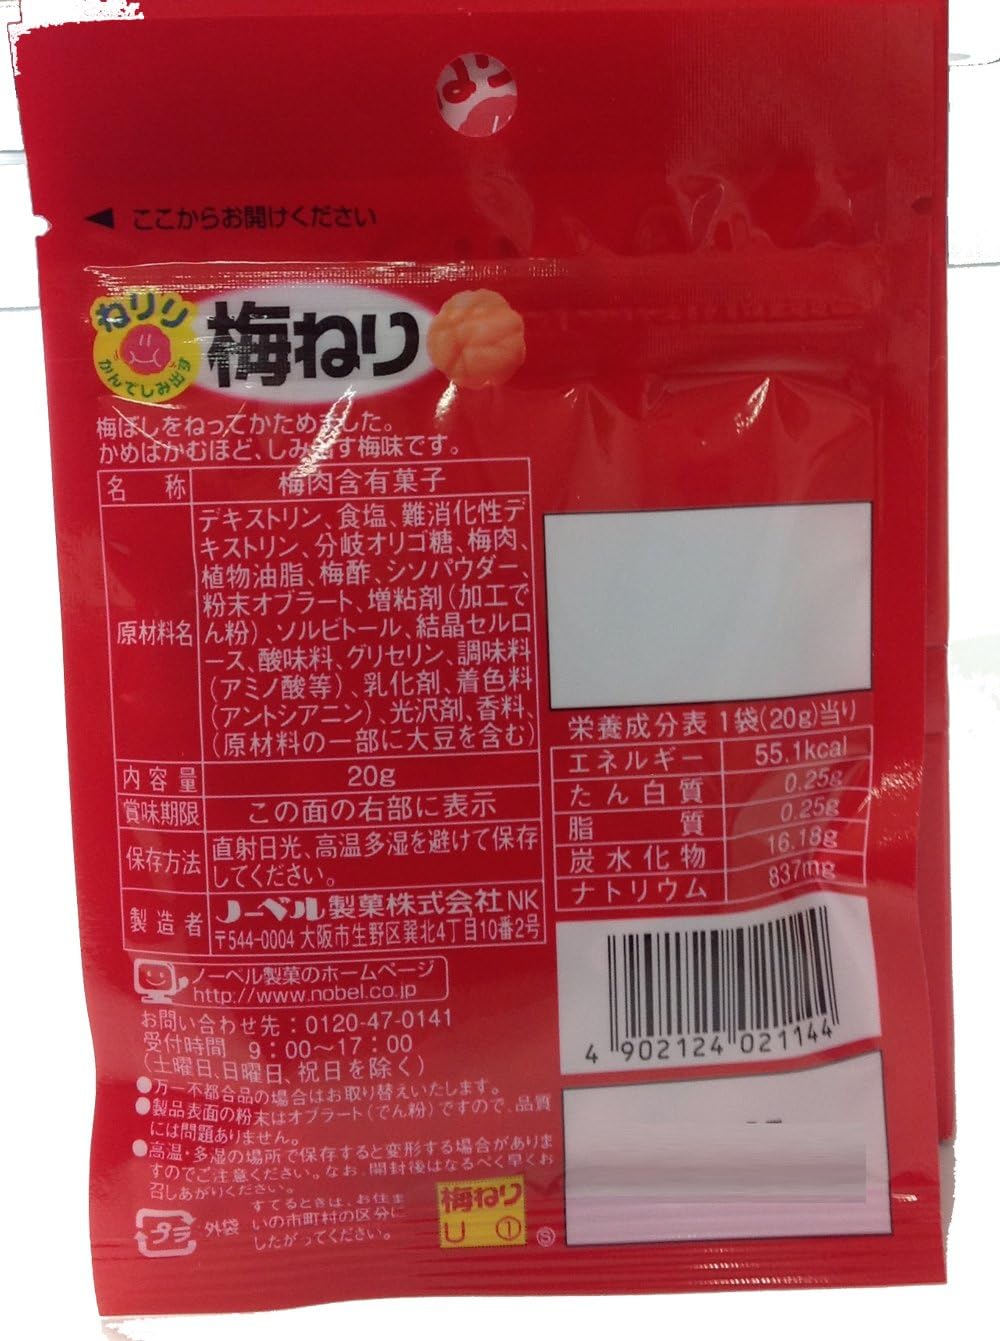 ◀ ここからお開けください
ねりり
かんでしみ出す
梅ねり
梅ぼしをねってかためました。
かめばかむほど、しみ出す梅味です。
名称 梅肉含有菓子
原材料名
デキストリン、食塩、難消化性デ
キストリン、分岐オリゴ糖、梅肉、
植物油脂、梅酢、シソパウダー、
粉末オブラート、増粘剤(加工で
ん粉)、ソルビトール、結晶セルロ
ース、酸味料、グリセリン、調味料
(アミノ酸等)、乳化剤、着色料
(アントシアニン)、光沢剤、香料、
(原材料の一部に大豆を含む)
内容量 20g
賞味期限 この面の右部に表示
保存方法 直射日光、高温多湿を避けて保存
してください。
製造者 ノーベル製菓株式会社NK
〒544-0004 大阪市生野区巽北4丁目10番2号
ノーベル製菓のホームページ
http://www.nobel.co.jp
お問い合わせ先：0120-47-0141
受付時間 9：00〜17：00
(土曜日、日曜日、祝日を除く)
●万一不都合品の場合はお取り替えいたします。
●製品表面の粉末はオブラート(でん粉)ですので、品質
には問題ありません。
●高温・多湿の場所で保存すると変形する場合がありま
すのでご注意ください。なお、開封後はなるべく早くお
召しあがりください。
プラ 外袋
すてるときは、お住ま
いの市町村の区分に
したがってください。
梅ねり
U ①
Ⓢ
栄養成分表 1袋(20g)当り
エネルギー 55.1kcal
たん白質 0.25g
脂質 0.25g
炭水化物 16.18g
ナトリウム 837mg
4 902124 021144